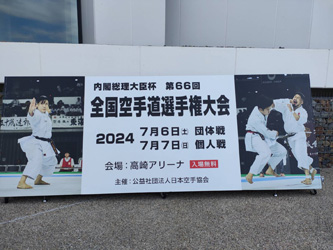 内閣総理大臣杯 第66回
全国空手道選手権大会
2024 7月6日土 団体戦
7月7日日 個人戦
会場:高崎アリーナ 入場無料
主催:公益社団法人日本空手協会